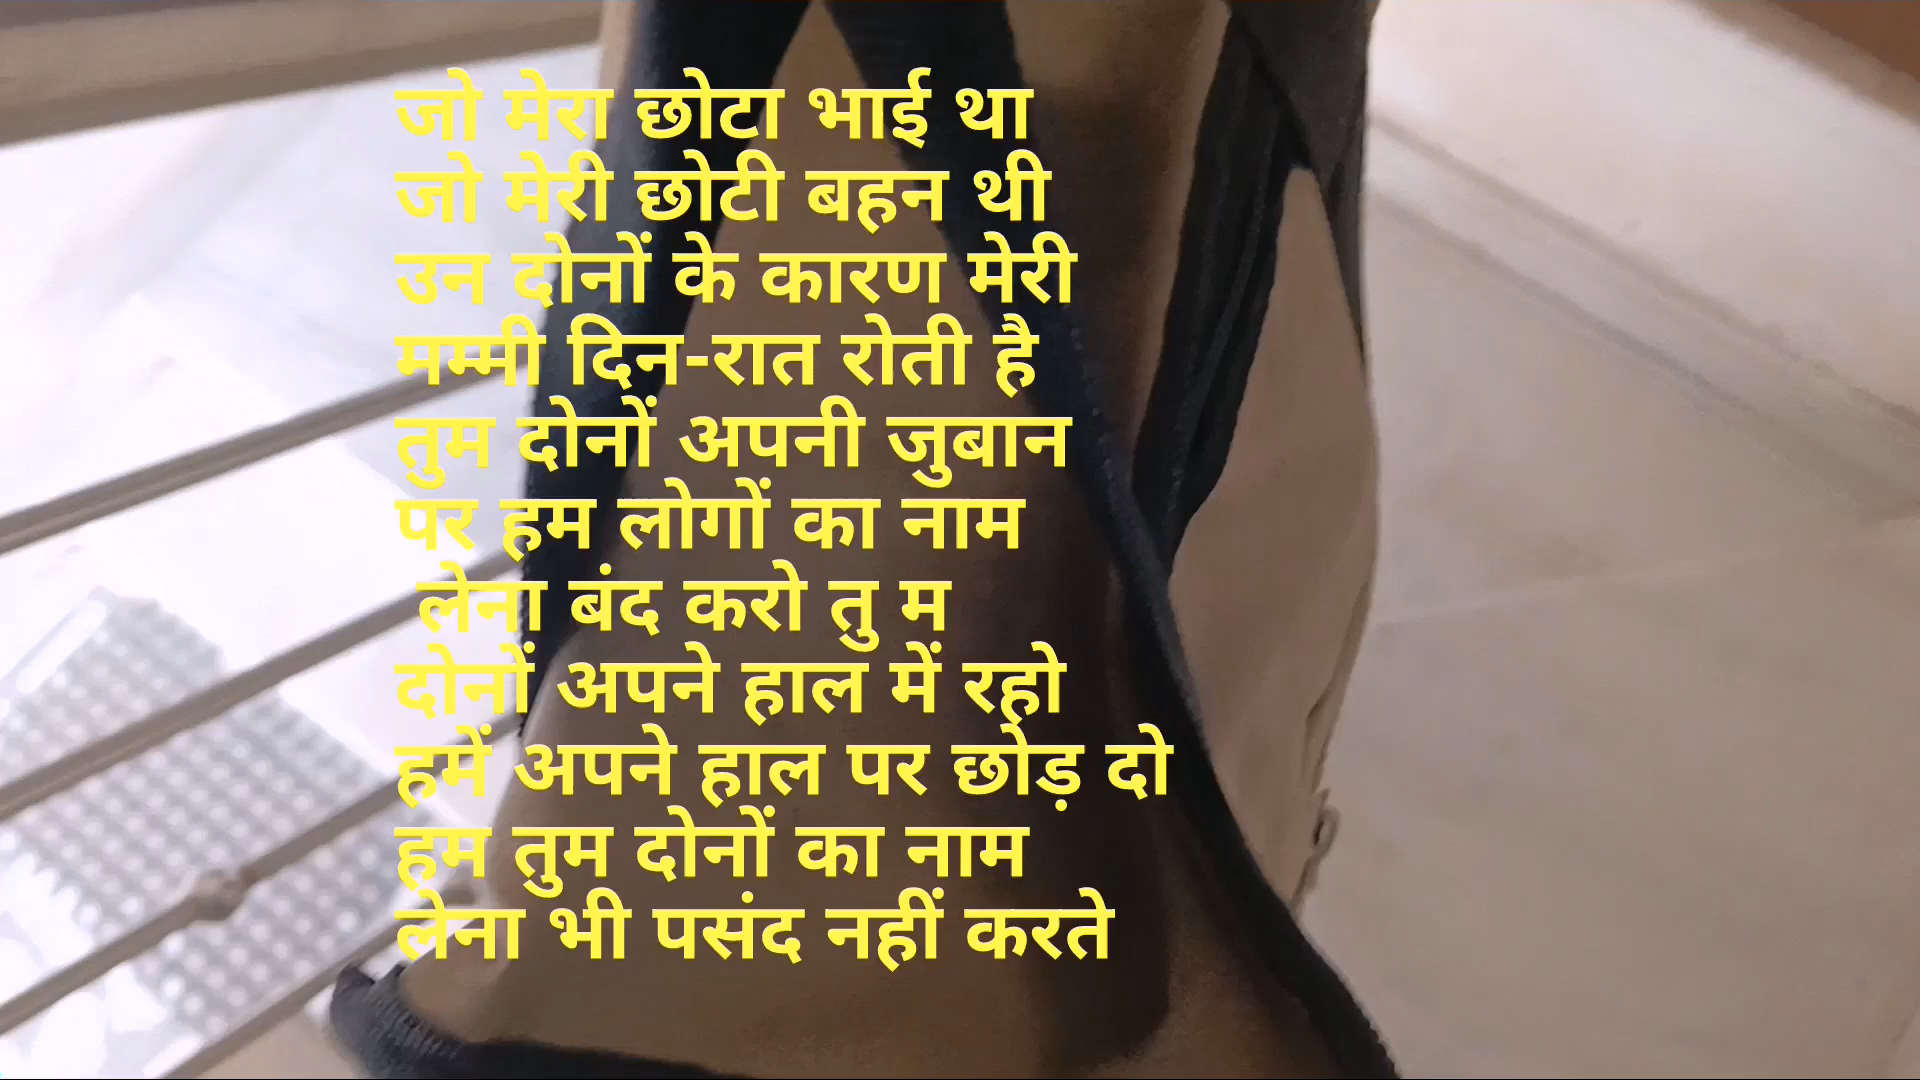 जो मेरा छोटा भाई था
जो मेरी छोटी बहन थी
उन दोनों के कारण मेरी
मम्मी दिन-रात रोती है
तुम दोनों अपनी जुबान
पर हम लोगों का नाम
लेना बंद करो तु म
दोनों अपने हाल में रहो
हमें अपने हाल पर छोड़ दो
हम तुम दोनों का नाम
लेना भी पसंद नहीं करते